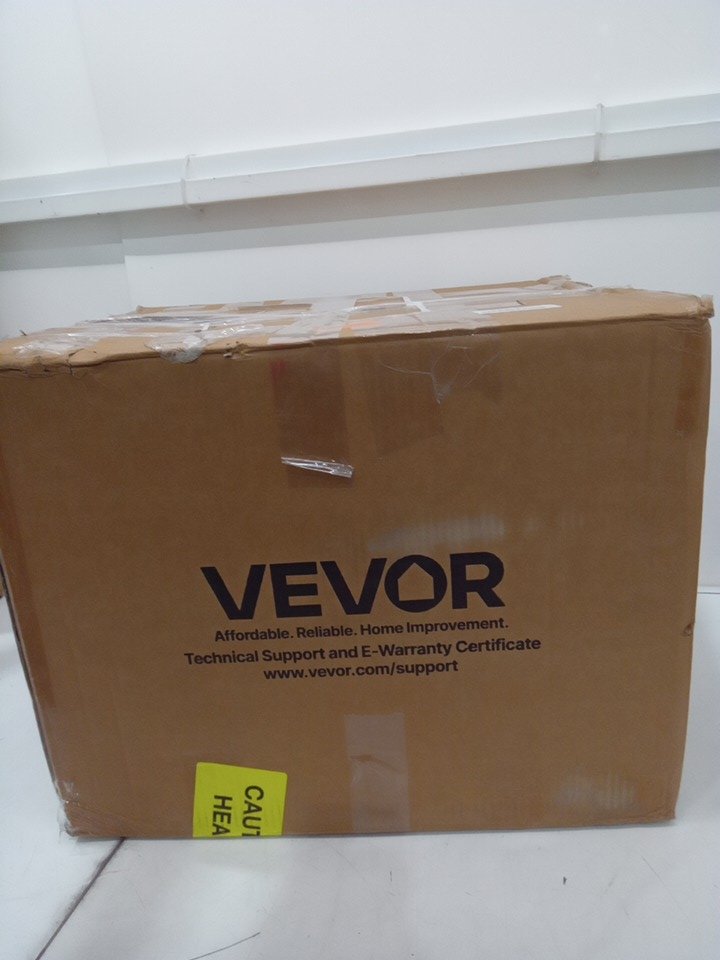 VEVOR
Affordable. Reliable. Home Improvement.
Technical Support and E-Warranty Certificate
www.vevor.com/support
CAUT
HEA